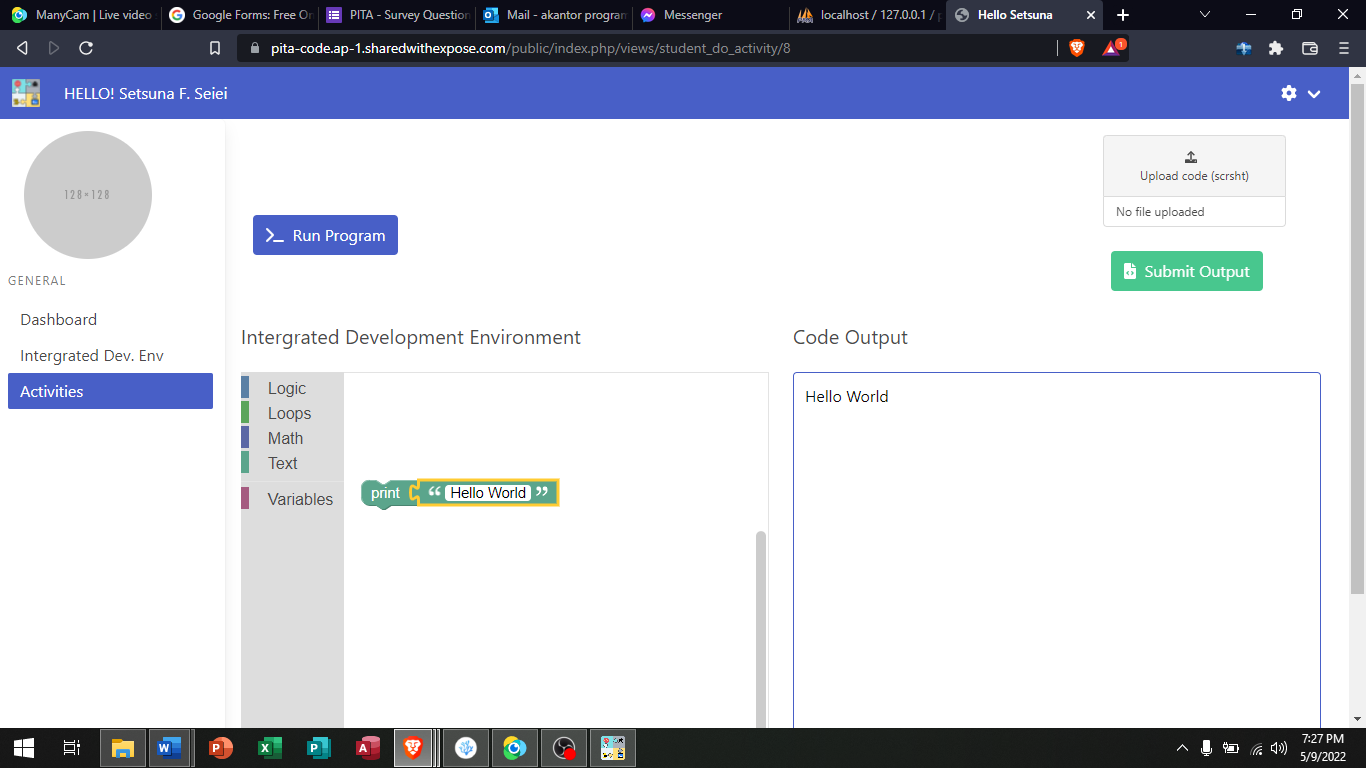 ManyCam | Live video
Google Forms: Free On
PITA - Survey Question
Mail - akantor program
Messenger
localhost / 127.0.0.1 / p
Hello Setsuna
pita-code.ap-1.sharedwithexpose.com/public/index.php/views/student_do_activity/8
1
HELLO! Setsuna F. Seiei
128×128
Upload code (scrsht)
No file uploaded
Run Program
Submit Output
GENERAL
Dashboard
Intergrated Dev. Env
Activities
Intergrated Development Environment
Logic
Loops
Math
Text
Variables
print “ Hello World ”
Code Output
Hello World
7:27 PM
5/9/2022